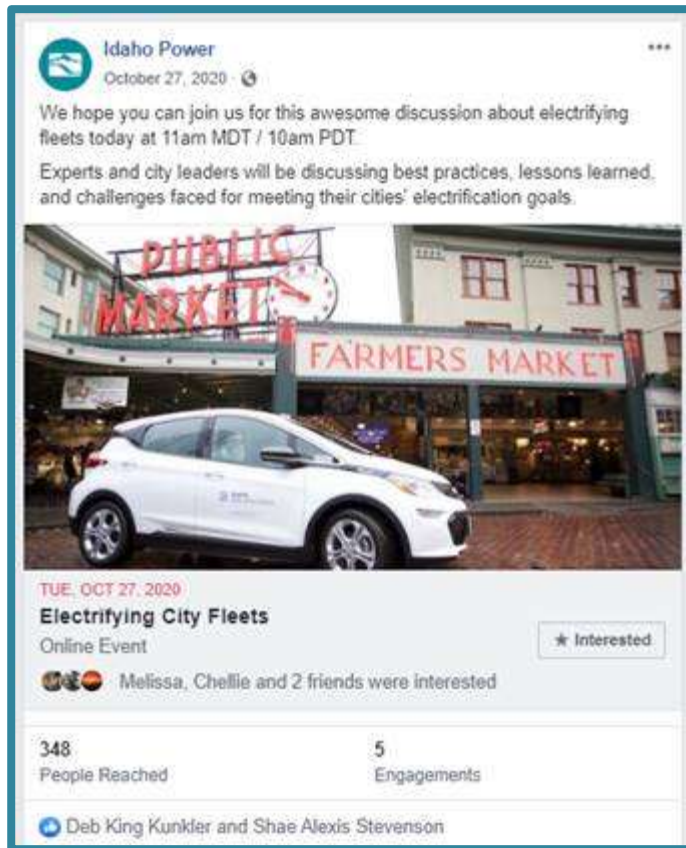 Idaho Power
October 27, 2020
We hope you can join us for this awesome discussion about electrifying
fleets today at 11am MDT / 10am PDT.
Experts and city leaders will be discussing best practices, lessons learned,
and challenges faced for meeting their cities' electrification goals.
PUBLIC
MARKET
FARMERS MARKET
TUE, OCT 27, 2020
Electrifying City Fleets
Online Event
★ Interested
Melissa, Chellie and 2 friends were interested
348
5
People Reached
Engagements
Deb King Kunkler and Shae Alexis Stevenson